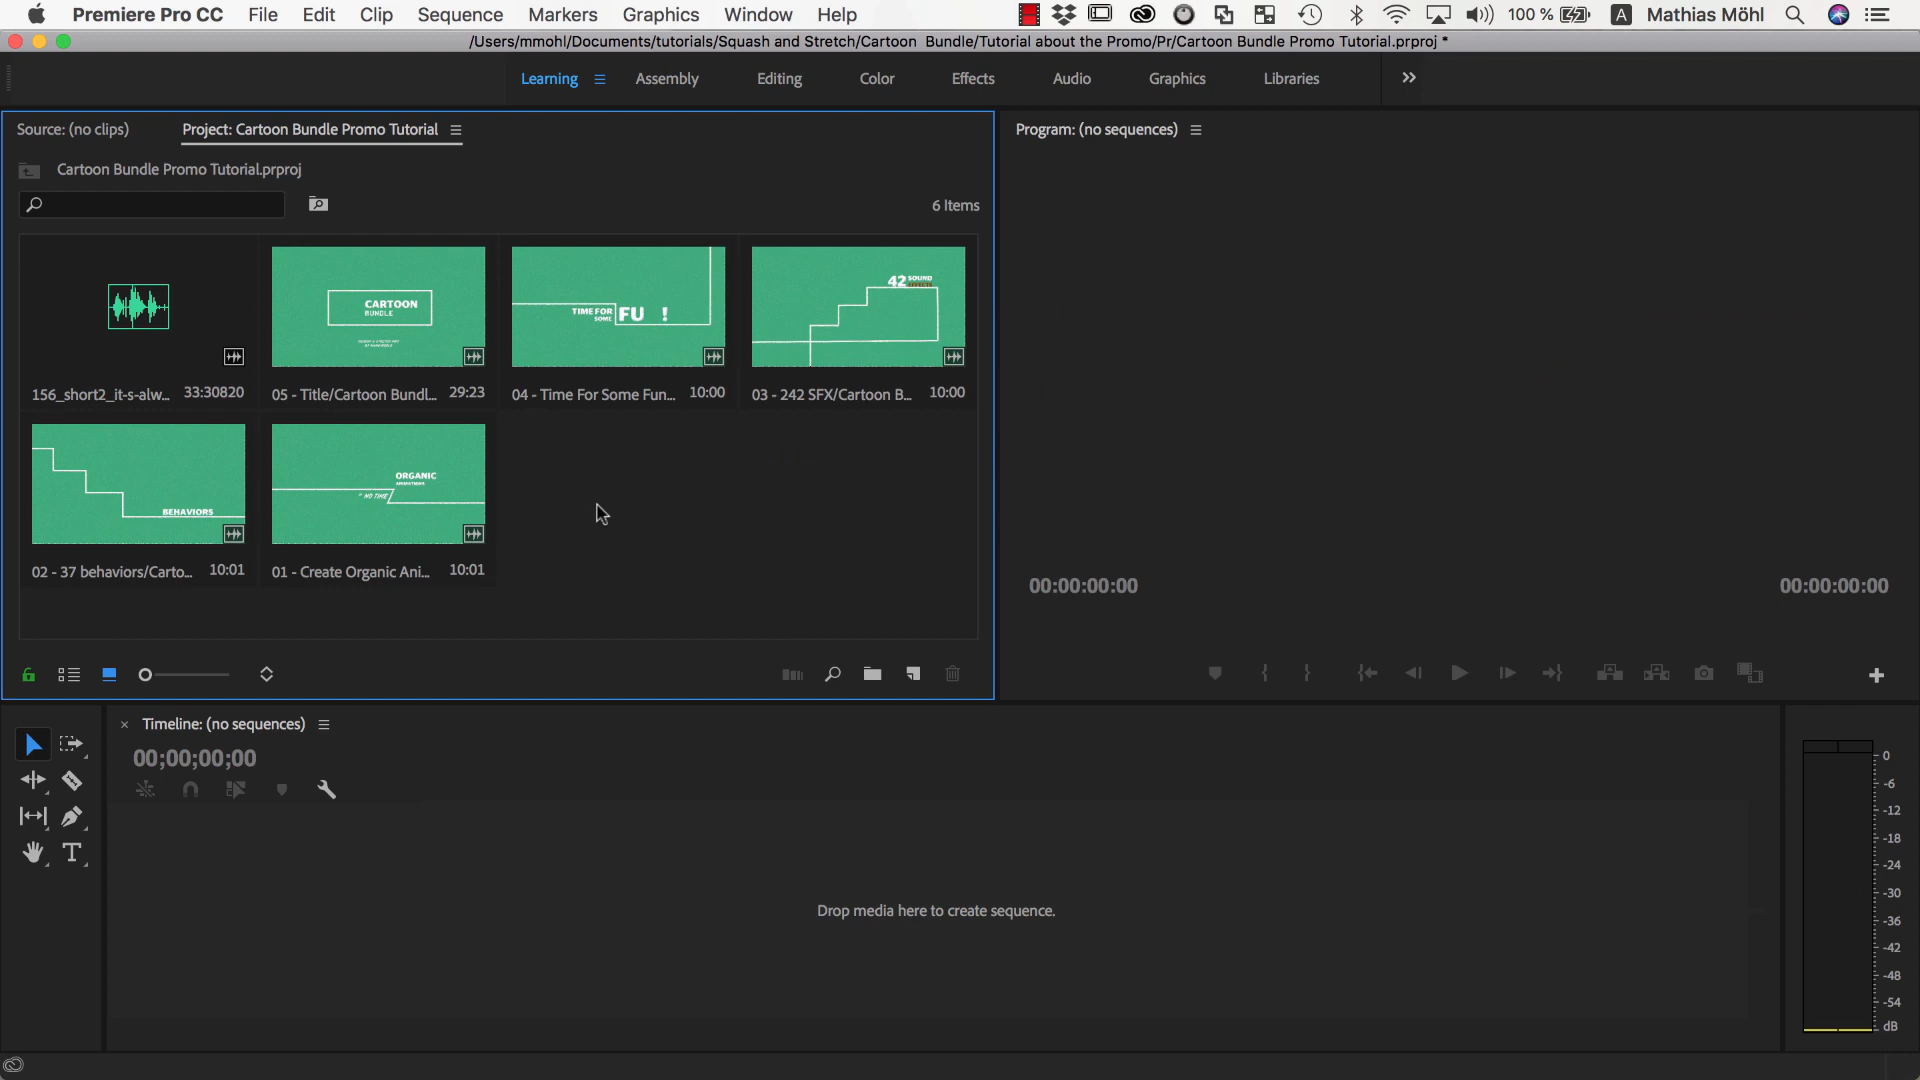 Premiere Pro CC File Edit Clip Sequence Markers Graphics Window Help 100 % A Mathias Möhl
/Users/mmohl/Documents/tutorials/Squash and Stretch/Cartoon Bundle/Tutorial about the Promo/Pr/Cartoon Bundle Promo Tutorial.prproj *
Learning Assembly Editing Color Effects Audio Graphics Libraries
Source: (no clips) Project: Cartoon Bundle Promo Tutorial Program: (no sequences)
Cartoon Bundle Promo Tutorial.prproj
6 Items
CARTOON
BUNDLE
TIME FOR
SOME
FU !
42 SOUND
EFFECTS
156_short2_it-s-alw... 33:30820 05 - Title/Cartoon Bundl... 29:23 04 - Time For Some Fun... 10:00 03 - 242 SFX/Cartoon B... 10:00
BEHAVIORS
ORGANIC
ANIMATIONS
NO TIME
02 - 37 behaviors/Carto... 10:01 01 - Create Organic Ani... 10:01
00:00:00:00 00:00:00:00
Timeline: (no sequences)
00;00;00;00
Drop media here to create sequence.
0
-6
-12
-18
-24
-30
-36
-42
-48
-54
dB